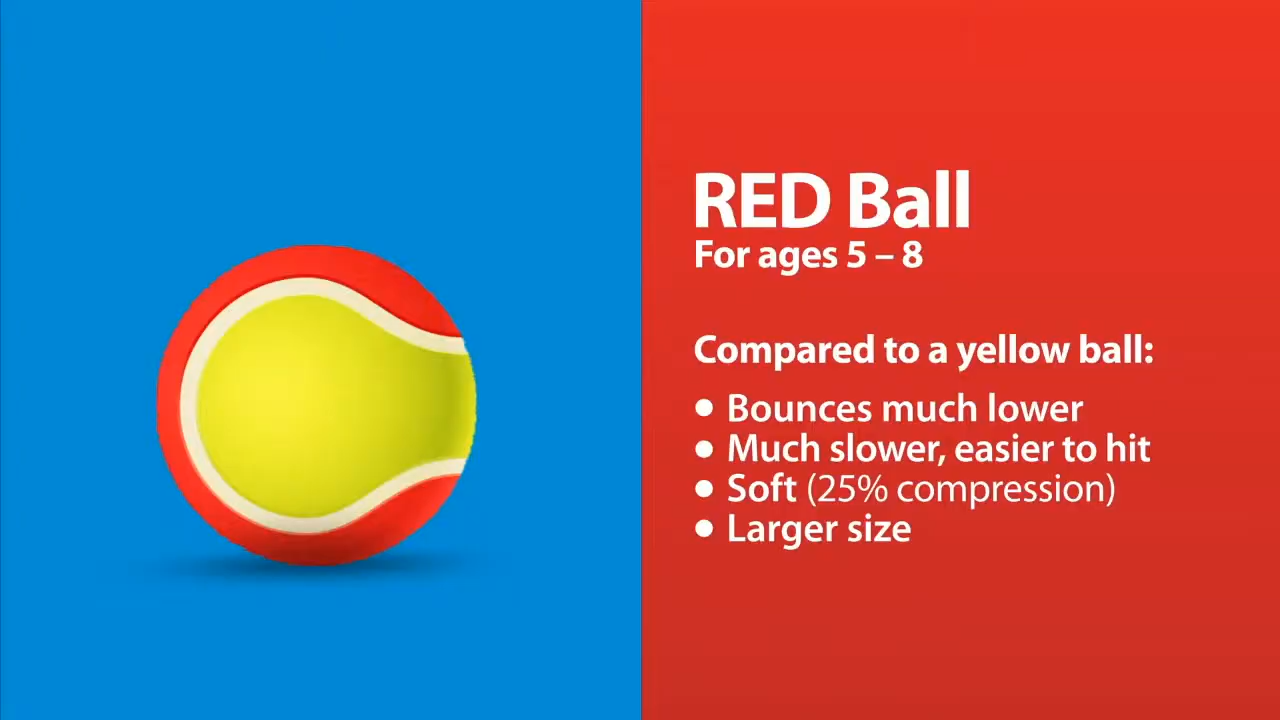 RED Ball
For ages 5 – 8
Compared to a yellow ball:
• Bounces much lower
• Much slower, easier to hit
• Soft (25% compression)
• Larger size